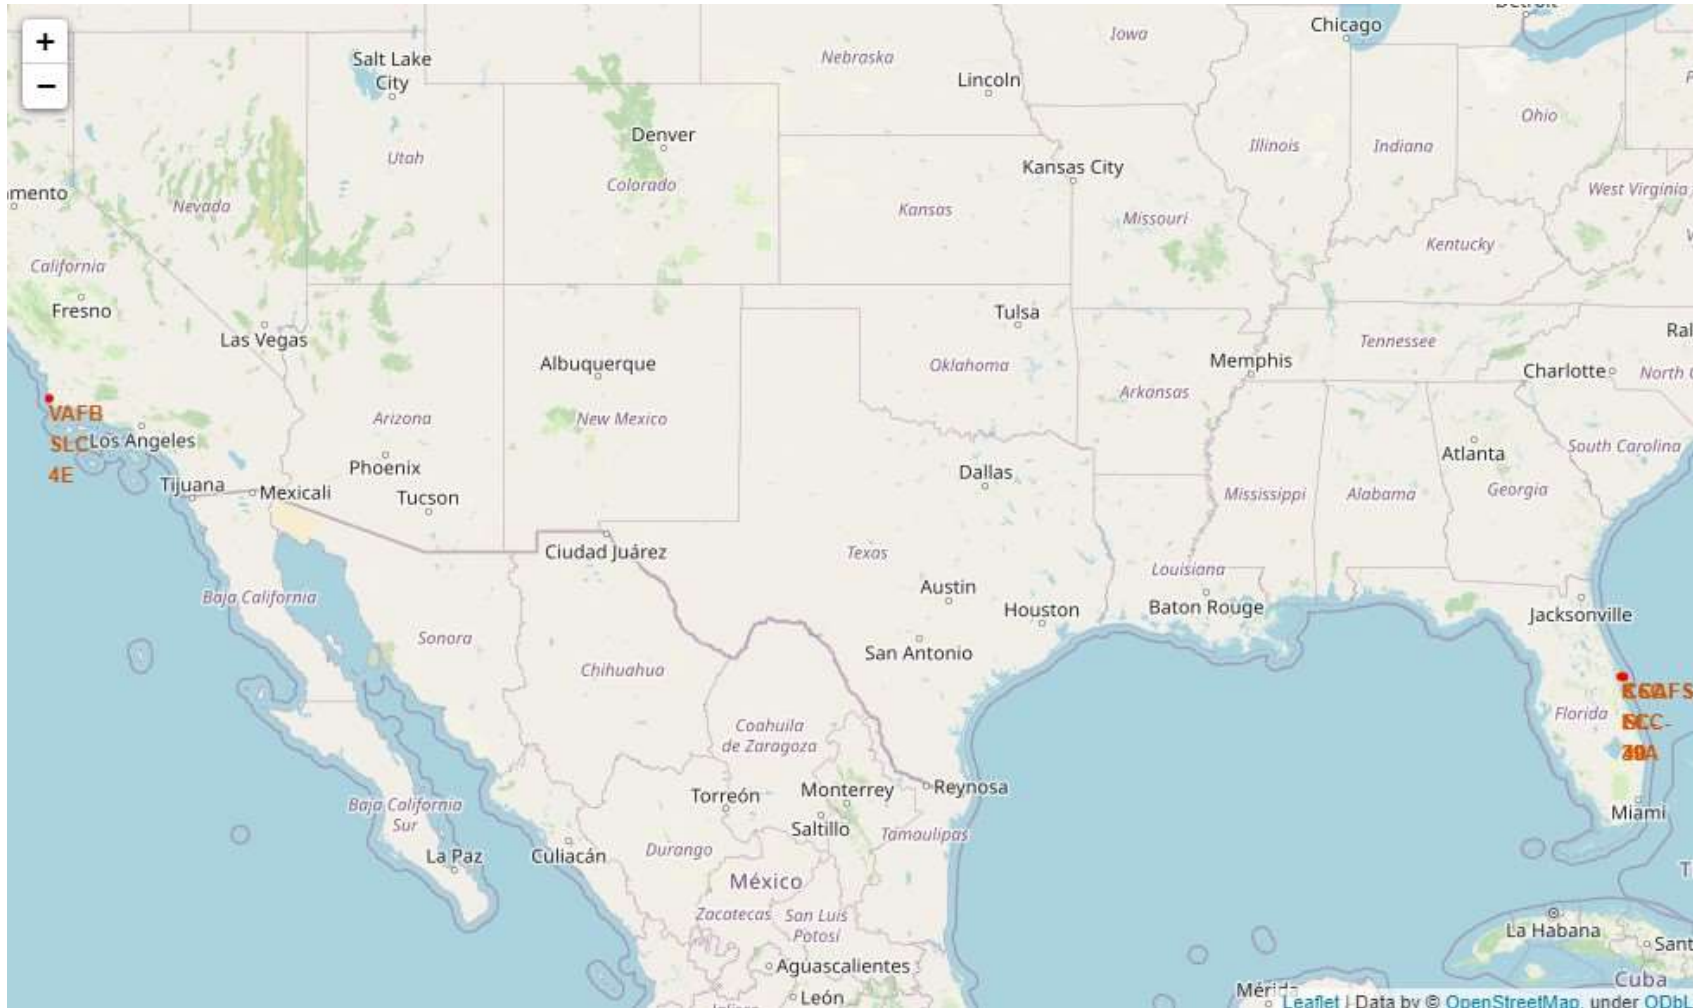 +
−
Chicago
Iowa
Salt Lake
City
Nebraska
Lincoln
Denver
Ohio
Utah
Illinois
Indiana
Kansas City
Colorado
West Virginia
Nevada
Kansas
Missouri
Kentucky
California
Fresno
Tulsa
Las Vegas
Tennessee
Albuquerque
Oklahoma
Memphis
Charlotte
Arkansas
VAFB
SLC-
4E
Los Angeles
Arizona
New Mexico
South Carolina
Atlanta
Phoenix
Dallas
Tijuana
Mexicali
Tucson
Mississippi
Alabama
Georgia
Ciudad Juárez
Texas
Louisiana
Austin
Baja California
Houston
Baton Rouge
Jacksonville
Sonora
San Antonio
Chihuahua
Florida
Coahuila
de Zaragoza
Torreón
Monterrey
Reynosa
Baja California
Sur
Saltillo
Tamaulipas
Miami
La Paz
Culiacán
Durango
México
Zacatecas
San Luis
Potosí
La Habana
Aguascalientes
Cuba
León
Leaflet | Data by © OpenStreetMap, under ODbL